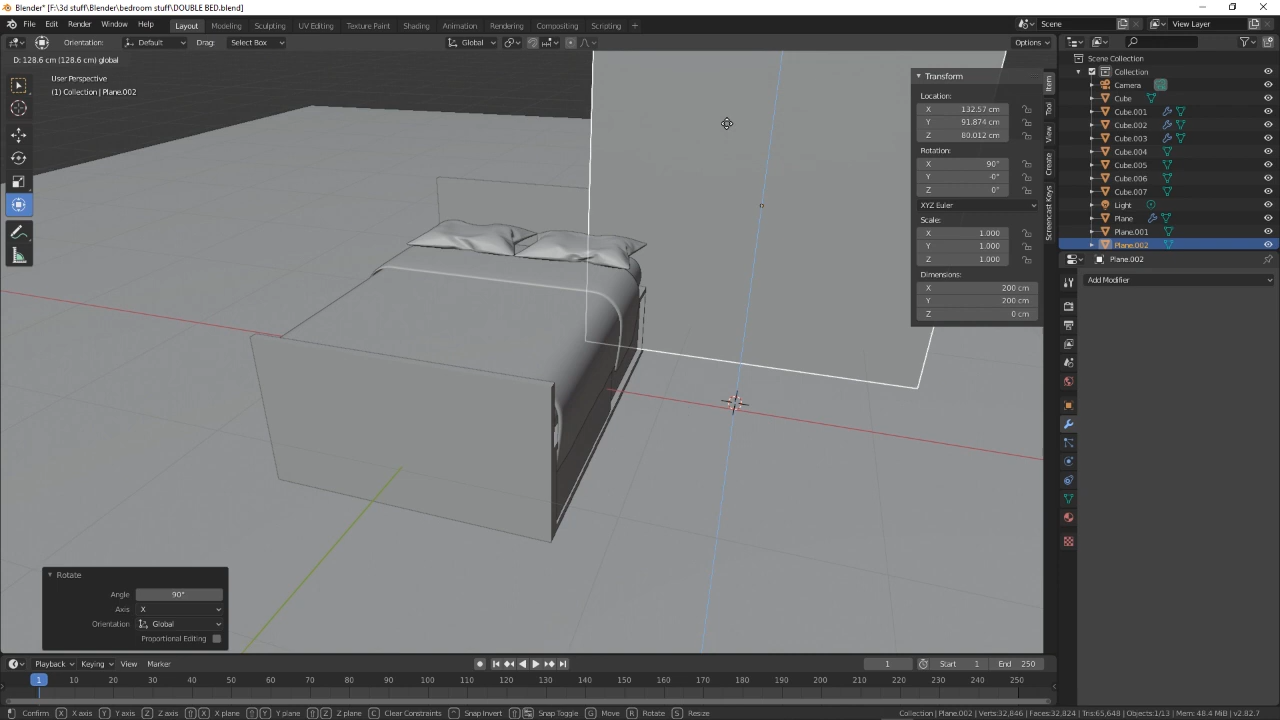 Blender* [F:\3d stuff\Blender\bedroom stuff\DOUBLE BED.blend]
File Edit Render Window Help Layout Modeling Sculpting UV Editing Texture Paint Shading Animation Rendering Compositing Scripting + Scene View Layer
Orientation: Default Drag: Select Box Global Options
D: 128.6 cm (128.6 cm) global
User Perspective
(1) Collection | Plane.002
Transform
Location:
X 132.57 cm
Y 91.874 cm
Z 80.012 cm
Rotation:
X 90°
Y -0°
Z 0°
XYZ Euler
Scale:
X 1.000
Y 1.000
Z 1.000
Dimensions:
X 200 cm
Y 200 cm
Z 0 cm
Item
Tool
View
Create
Screencast Keys
Scene Collection
Collection
Camera
Cube
Cube.001
Cube.002
Cube.003
Cube.004
Cube.005
Cube.006
Cube.007
Light
Plane
Plane.001
Plane.002
Plane.002
Add Modifier
Rotate
Angle 90°
Axis X
Orientation Global
Proportional Editing
Playback Keying View Marker 1 Start 1 End 250
1 10 20 30 40 50 60 70 80 90 100 110 120 130 140 150 160 170 180 190 200 210 220 230 240 250
Confirm X X axis Y Y axis Z Z axis X X plane Y Y plane Z Z plane C Clear Constraints Snap Invert Snap Toggle G Move R Rotate S Resize Collection | Plane.002 | Verts:32,846 | Faces:32,824 | Tris:65,648 | Objects:1/13 | Mem: 48.4 MiB | v2.82.7